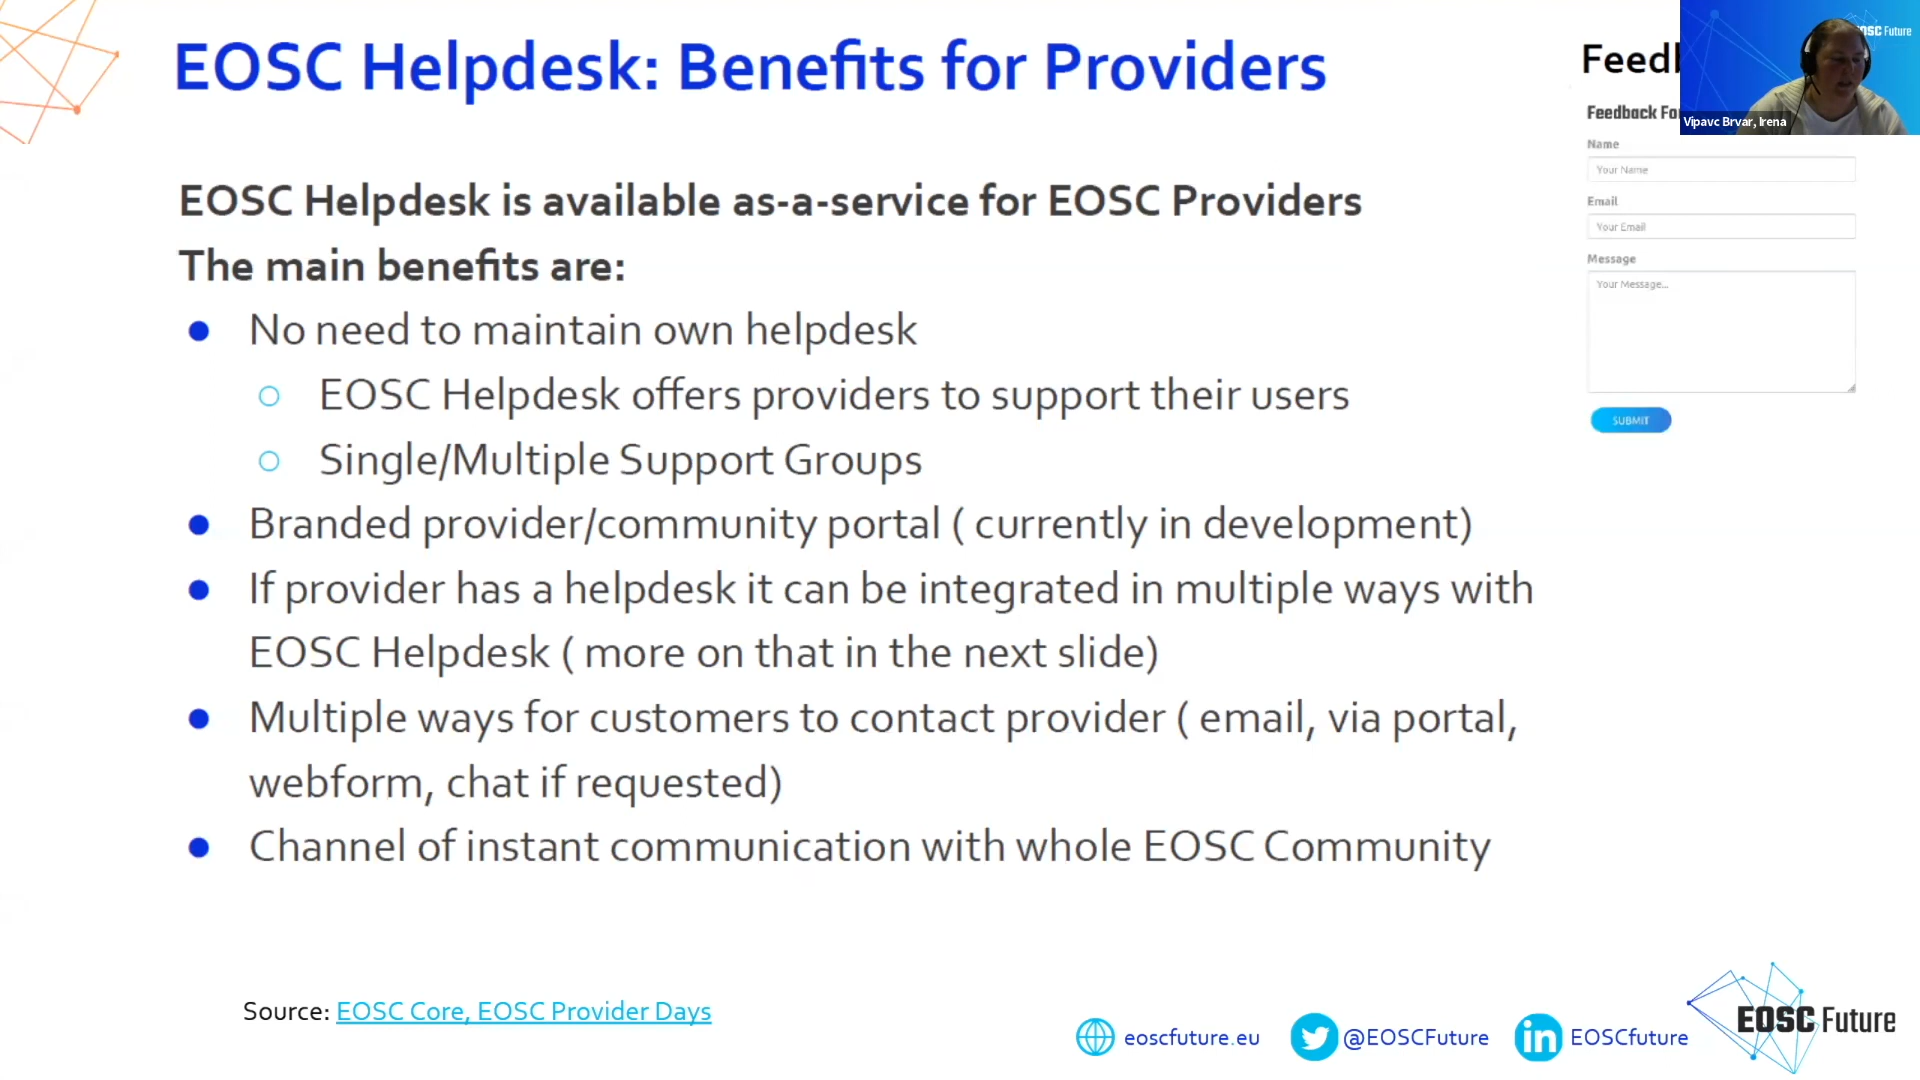 EOSC Helpdesk: Benefits for Providers
EOSC Helpdesk is available as-a-service for EOSC Providers
The main benefits are:
● No need to maintain own helpdesk
○ EOSC Helpdesk offers providers to support their users
○ Single/Multiple Support Groups
● Branded provider/community portal ( currently in development)
● If provider has a helpdesk it can be integrated in multiple ways with
EOSC Helpdesk ( more on that in the next slide)
● Multiple ways for customers to contact provider ( email, via portal,
webform, chat if requested)
● Channel of instant communication with whole EOSC Community
Source: EOSC Core, EOSC Provider Days
Feedback
Name
Your Name
Email
Your Email
Message
Your Message...
SUBMIT
Future
Vipavc Brvar, Irena
eoscfuture.eu
@EOSCFuture
in EOSCfuture
EOSC Future